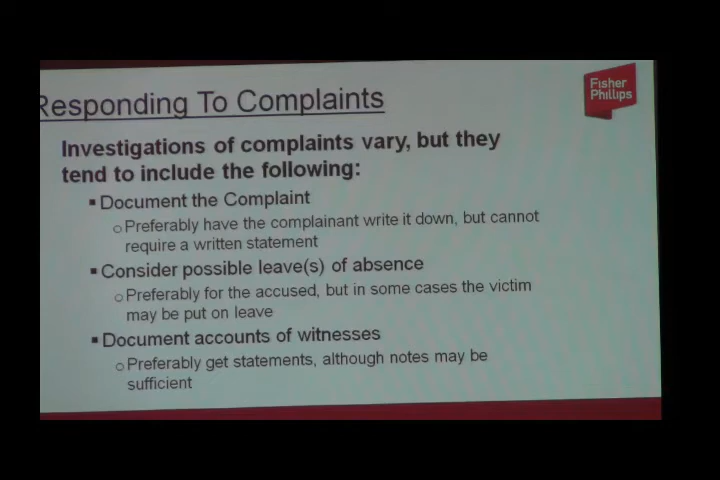 Responding To Complaints
Fisher
Phillips
Investigations of complaints vary, but they
tend to include the following:
▪ Document the Complaint
o Preferably have the complainant write it down, but cannot
require a written statement
▪ Consider possible leave(s) of absence
o Preferably for the accused, but in some cases the victim
may be put on leave
▪ Document accounts of witnesses
o Preferably get statements, although notes may be
sufficient